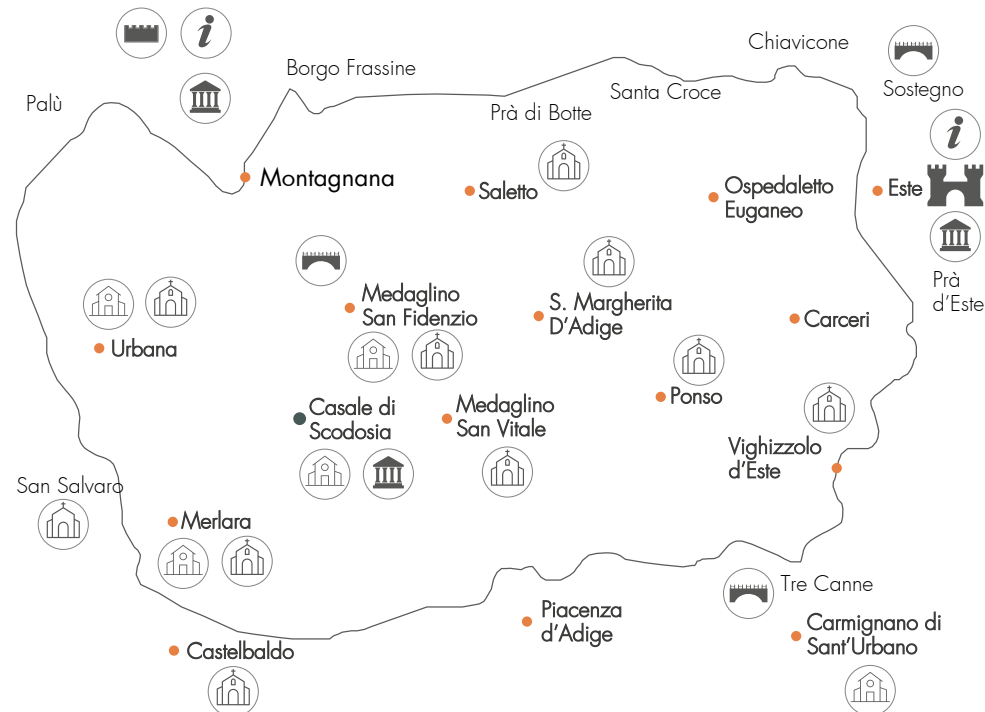 Chiavicone
Borgo Frassine
Santa Croce
Sostegno
Palù
Prà di Botte
Montagnana
Saletto
Ospedaletto
Euganeo
Este
Prà
d'Este
Medaglino
San Fidenzio
S. Margherita
D'Adige
Carceri
Urbana
Casale di
Scodosia
Medaglino
San Vitale
Ponso
Vighizzolo
d'Este
San Salvaro
Merlara
Tre Canne
Piacenza
d'Adige
Carmignano di
Sant'Urbano
Castelbaldo